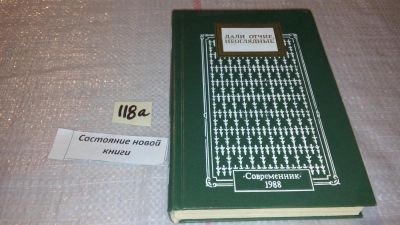 ДАЛИ ОТЧИЕ
НЕОГЛЯДНЫЕ
118а
Состояние новой
книги
·Современник·
1988